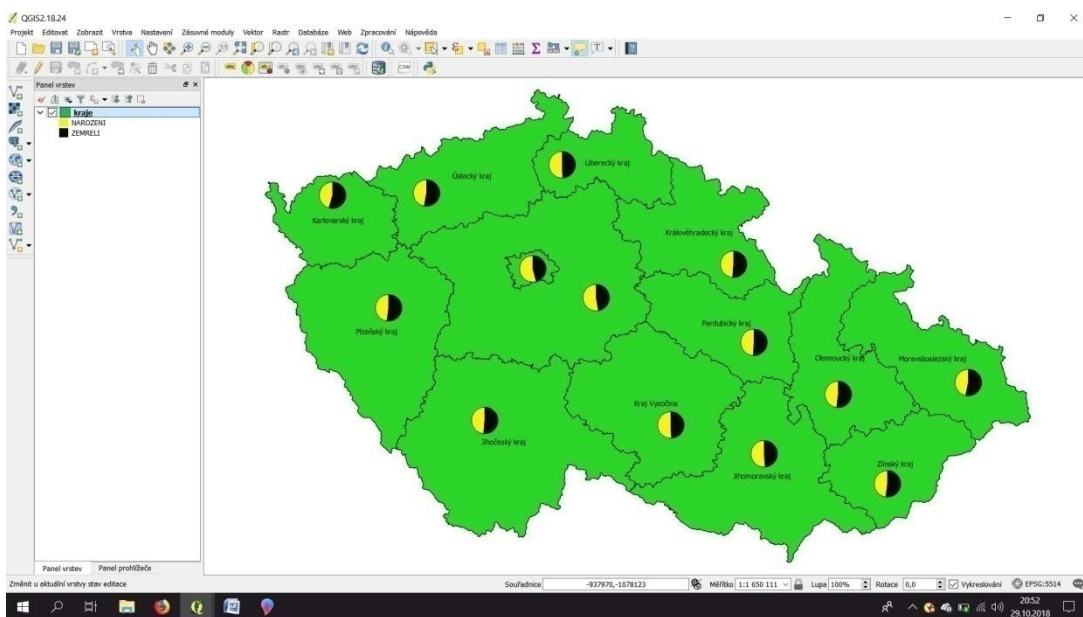 QGIS2.18.24
Projekt Editovat Zobrazit Vrstva Nastavení Zásuvné moduly Vektor Rastr Databáze Web Zpracování Nápověda
CSW
Panel vrstev
kraje
NAROZENI
ZEMRELI
Liberecký kraj
Ústecký kraj
Karlovarský kraj
Královéhradecký kraj
Pardubický kraj
Plzeňský kraj
Olomoucký kraj
Moravskoslezský kraj
Kraj Vysočina
Jihočeský kraj
Zlínský kraj
Jihomoravský kraj
Panel vrstev Panel prohlížeče
Změnit u aktuální vrstvy stav editace Souřadnice -937970,-1078123 Měřítko 1:1 650 111 Lupa 100% Rotace 0,0 Vykreslování EPSG:5514
20:52
29.10.2018